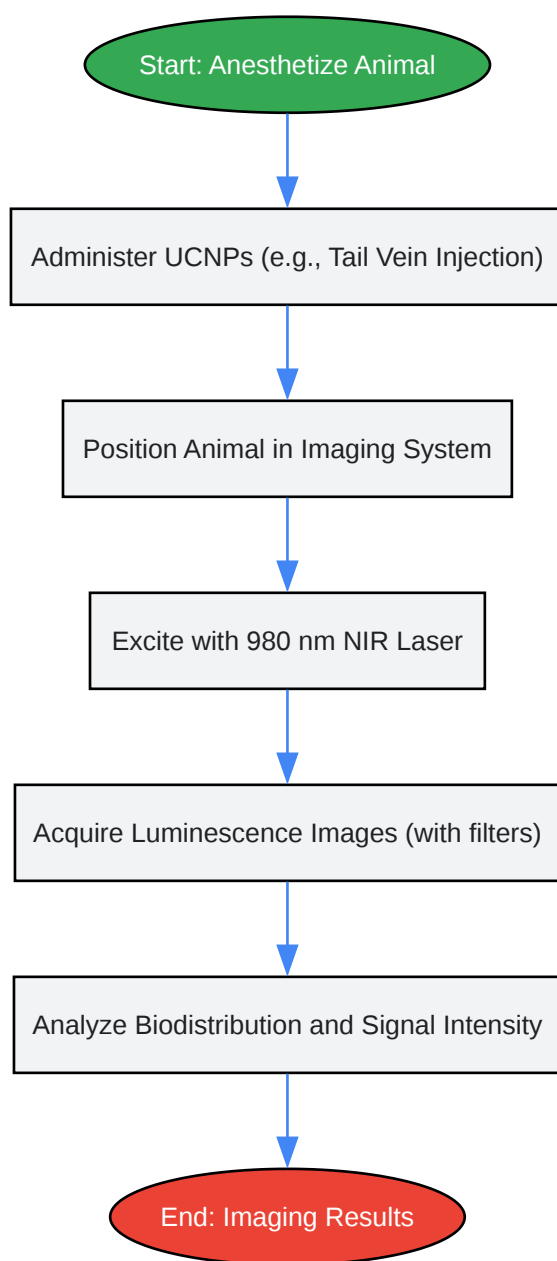 Start: Anesthetize Animal
Administer UCNPs (e.g., Tail Vein Injection)
Position Animal in Imaging System
Excite with 980 nm NIR Laser
Acquire Luminescence Images (with filters)
Analyze Biodistribution and Signal Intensity
End: Imaging Results